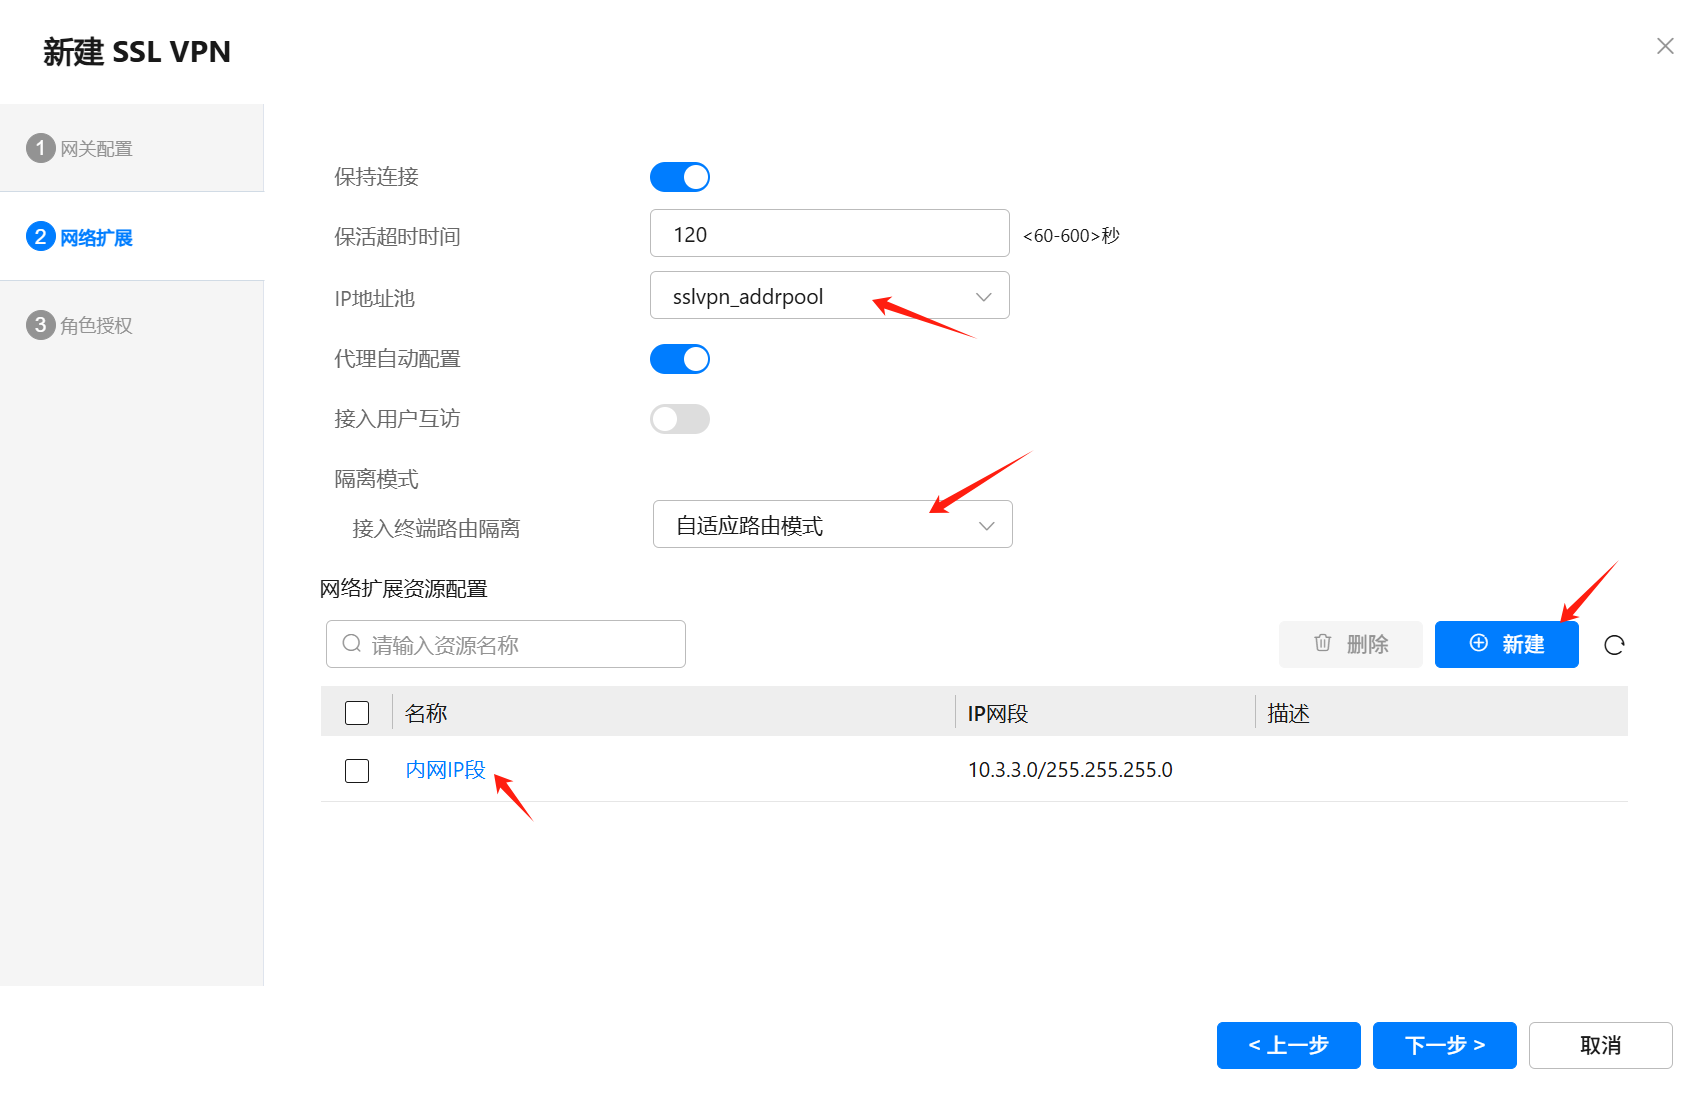 新建 SSL VPN
1 网关配置
2 网络扩展
3 角色授权
保持连接
保活超时时间 120 <60-600>秒
IP地址池 sslvpn_addrpool
代理自动配置
接入用户互访
隔离模式
接入终端路由隔离 自适应路由模式
网络扩展资源配置
请输入资源名称 删除 新建
名称 IP网段 描述
内网IP段 10.3.3.0/255.255.255.0
< 上一步 下一步 > 取消